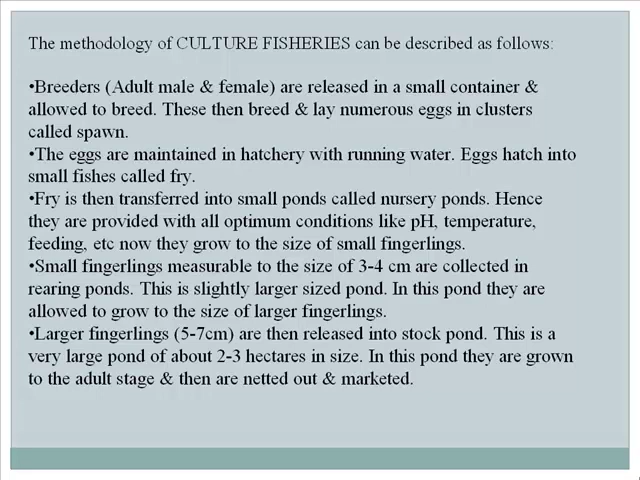 The methodology of CULTURE FISHERIES can be described as follows:
•Breeders (Adult male & female) are released in a small container &
allowed to breed. These then breed & lay numerous eggs in clusters
called spawn.
•The eggs are maintained in hatchery with running water. Eggs hatch into
small fishes called fry.
•Fry is then transferred into small ponds called nursery ponds. Hence
they are provided with all optimum conditions like pH, temperature,
feeding, etc now they grow to the size of small fingerlings.
•Small fingerlings measurable to the size of 3-4 cm are collected in
rearing ponds. This is slightly larger sized pond. In this pond they are
allowed to grow to the size of larger fingerlings.
•Larger fingerlings (5-7cm) are then released into stock pond. This is a
very large pond of about 2-3 hectares in size. In this pond they are grown
to the adult stage & then are netted out & marketed.